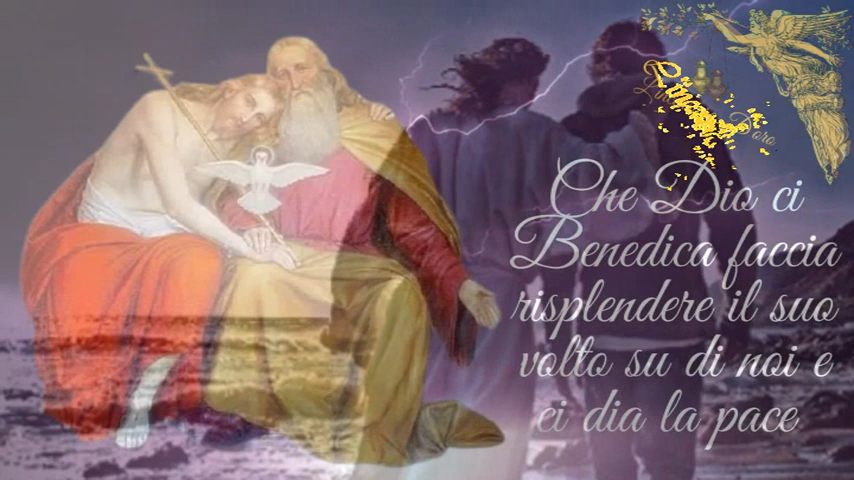 Che Dio ci
Benedica faccia
risplendere il suo
volto su di noi e
ci dia la pace